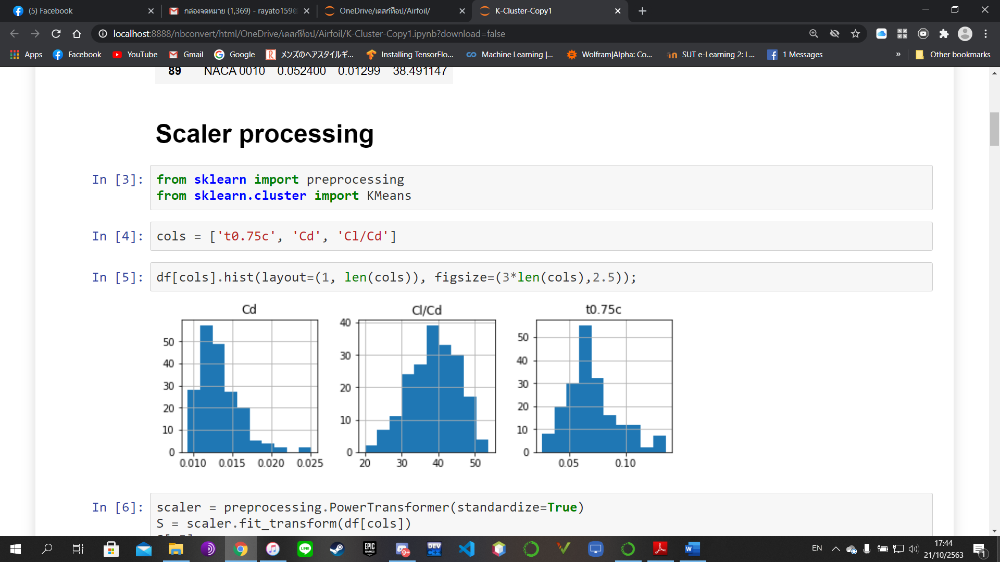 (5) Facebook
กล่องจดหมาย (1,369) - rayato159@
OneDrive/เดสก์ท็อป/Airfoil/
K-Cluster-Copy1
localhost:8888/nbconvert/html/OneDrive/เดสก์ท็อป/Airfoil/K-Cluster-Copy1.ipynb?download=false
Apps Facebook YouTube Gmail Google メンズのヘアスタイルギ... Installing TensorFlo... Machine Learning |... Wolfram|Alpha: Co... SUT e-Learning 2: L... 1 Messages » Other bookmarks
89 NACA 0010 0.052400 0.01299 38.491147
Scaler processing
In [3]: from sklearn import preprocessing
from sklearn.cluster import KMeans
In [4]: cols = ['t0.75c', 'Cd', 'Cl/Cd']
In [5]: df[cols].hist(layout=(1, len(cols)), figsize=(3*len(cols),2.5));
Cd
50
40
30
20
10
0
0.010 0.015 0.020 0.025
Cl/Cd
40
30
20
10
0
20 30 40 50
t0.75c
50
40
30
20
10
0
0.05 0.10
In [6]: scaler = preprocessing.PowerTransformer(standardize=True)
S = scaler.fit_transform(df[cols])
LINE
EPIC GAMES
9+
DEV C++
W
EN
17:44
21/10/2563
1